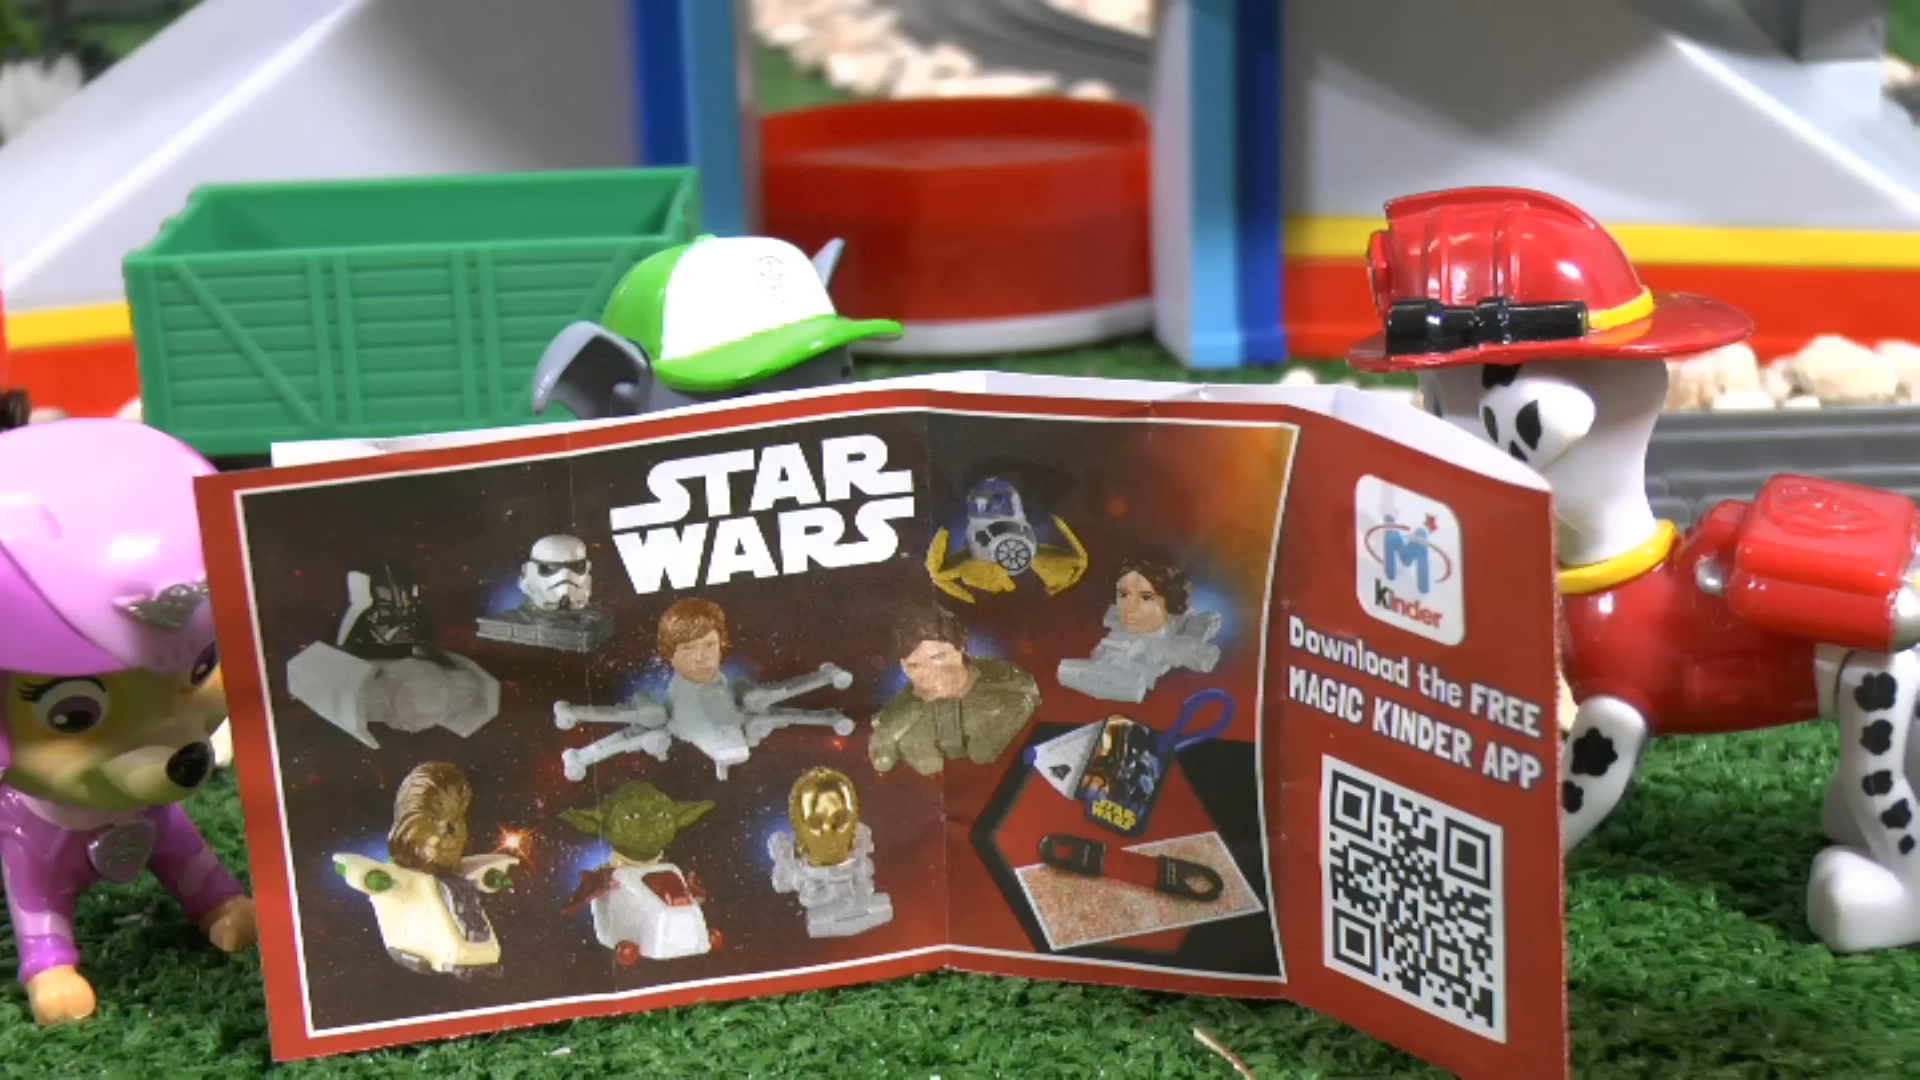 STAR
WARS
M
kinder
Download the FREE
MAGIC KINDER APP
STAR
WARS